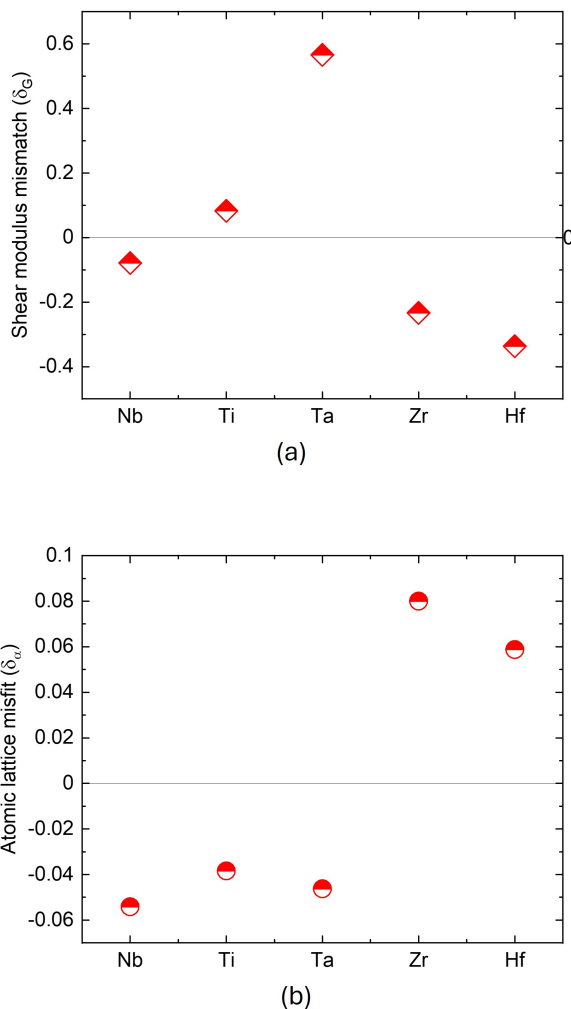 Shear modulus mismatch (δG)
0.6
0.4
0.2
0
-0.2
-0.4
0
Nb Ti Ta Zr Hf
(a)
Atomic lattice misfit (δα)
0.1
0.08
0.06
0.04
0.02
0
-0.02
-0.04
-0.06
Nb Ti Ta Zr Hf
(b)